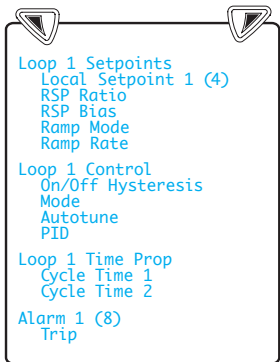 Loop 1 Setpoints
Local Setpoint 1 (4)
RSP Ratio
RSP Bias
Ramp Mode
Ramp Rate
Loop 1 Control
On/Off Hysteresis
Mode
Autotune
PID
Loop 1 Time Prop
Cycle Time 1
Cycle Time 2
Alarm 1 (8)
Trip